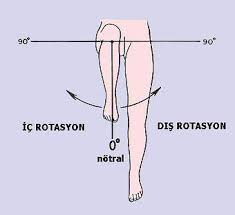 90° 90°
İÇ ROTASYON DIŞ ROTASYON
0°
nötral